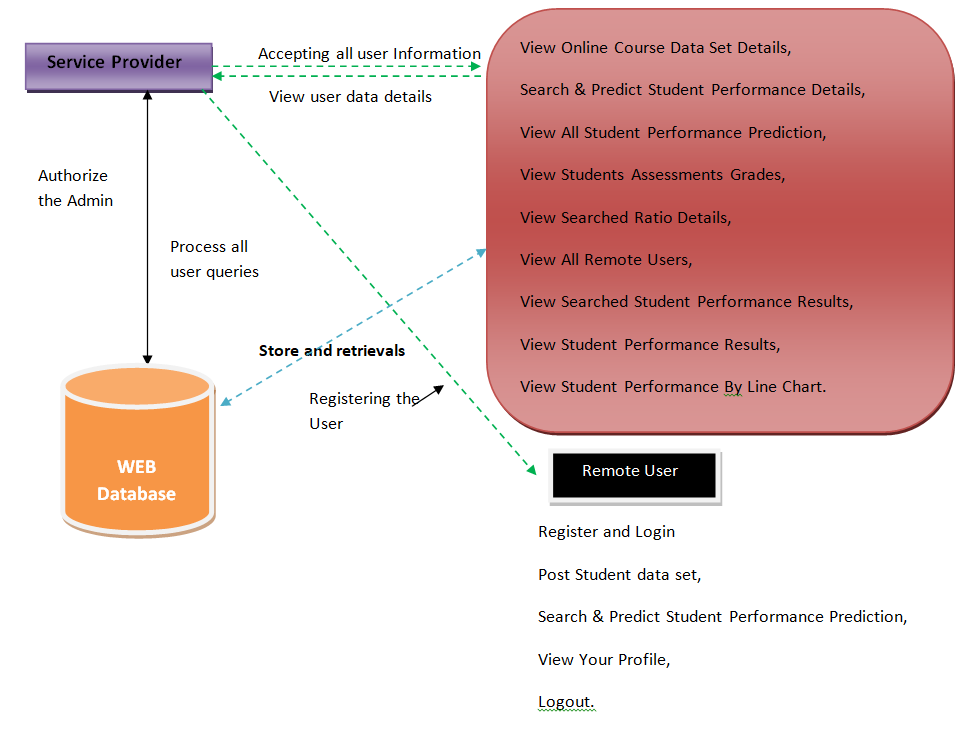 Service Provider
Accepting all user Information
View user data details
Authorize
the Admin
Process all
user queries
Store and retrievals
Registering the
User
WEB
Database
View Online Course Data Set Details,
Search & Predict Student Performance Details,
View All Student Performance Prediction,
View Students Assessments Grades,
View Searched Ratio Details,
View All Remote Users,
View Searched Student Performance Results,
View Student Performance Results,
View Student Performance By Line Chart.
Remote User
Register and Login
Post Student data set,
Search & Predict Student Performance Prediction,
View Your Profile,
Logout.